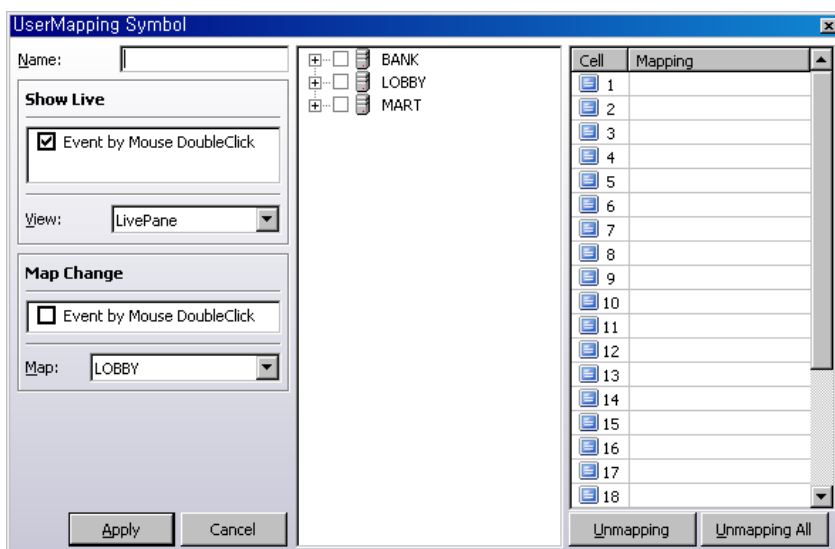 UserMapping Symbol
Name:
Show Live
Event by Mouse DoubleClick
View: LivePane
Map Change
Event by Mouse DoubleClick
Map: LOBBY
Apply Cancel
BANK
LOBBY
MART
Cell Mapping
1
2
3
4
5
6
7
8
9
10
11
12
13
14
15
16
17
18
Unmapping Unmapping All